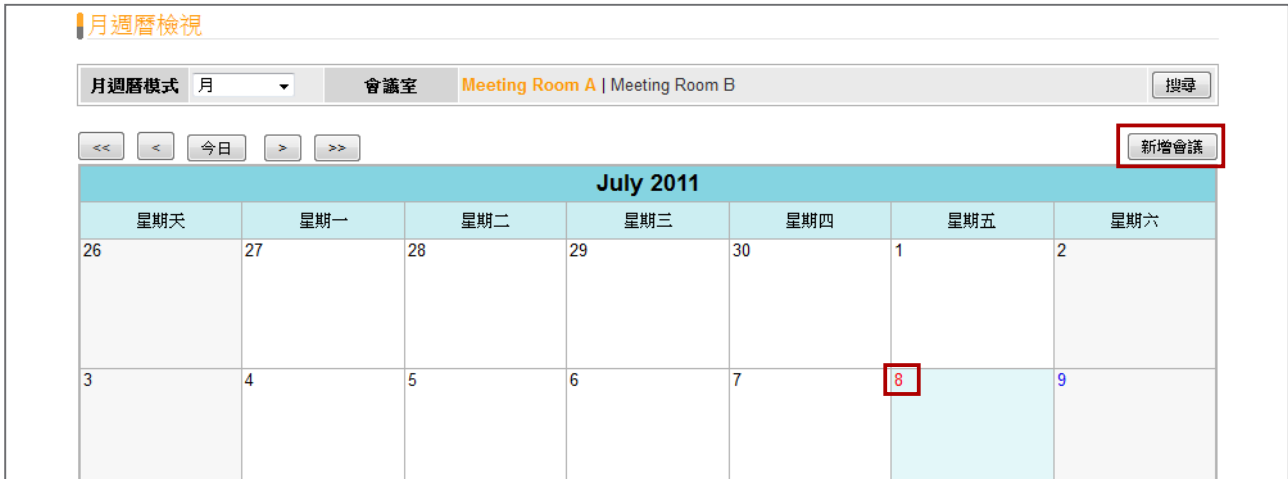 月週曆檢視
月週曆模式 月 會議室 Meeting Room A | Meeting Room B 搜尋
<< < 今日 > >> 新增會議
July 2011
星期天 星期一 星期二 星期三 星期四 星期五 星期六
26 27 28 29 30 1 2
3 4 5 6 7 8 9